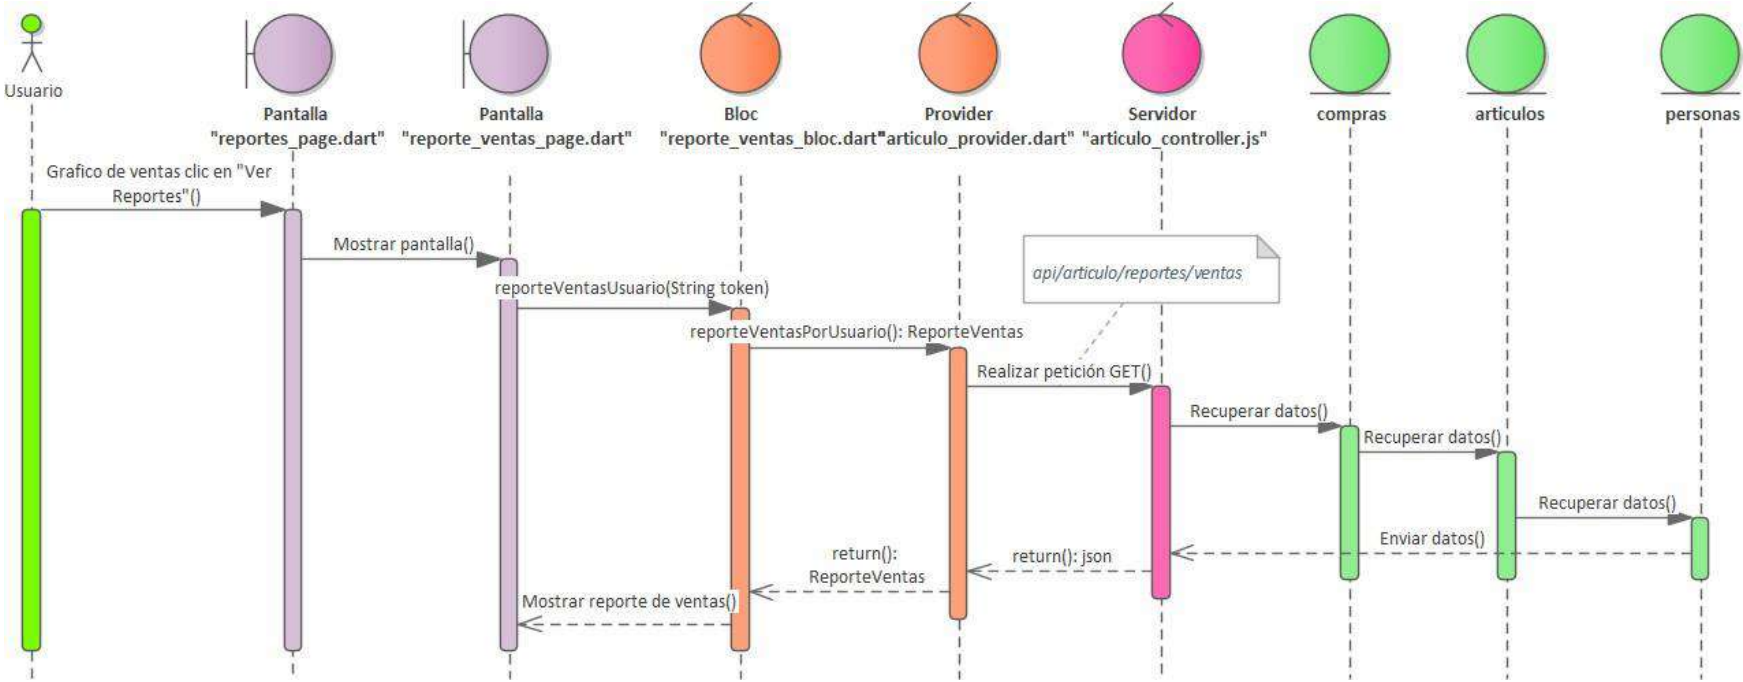 Usuario
Pantalla
"reportes_page.dart"
Pantalla
"reporte_ventas_page.dart"
Bloc
"reporte_ventas_bloc.dart"
Provider
"articulo_provider.dart"
Servidor
"articulo_controller.js"
compras
articulos
personas
Grafico de ventas clic en "Ver
Reportes"()
Mostrar pantalla()
reporteVentasUsuario(String token)
reporteVentasPorUsuario(): ReporteVentas
api/articulo/reportes/ventas
Realizar petición GET()
Recuperar datos()
Recuperar datos()
Recuperar datos()
Enviar datos()
return(): json
return():
ReporteVentas
Mostrar reporte de ventas()